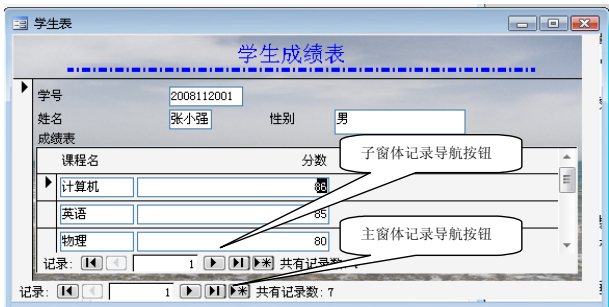 学生表
学生成绩表
学号 2008112001
姓名 张小强 性别 男
成绩表
课程名 分数
子窗体记录导航按钮
计算机 86
英语 85
物理 80
主窗体记录导航按钮
记录: 1 共有记录数:
记录: 1 共有记录数: 7